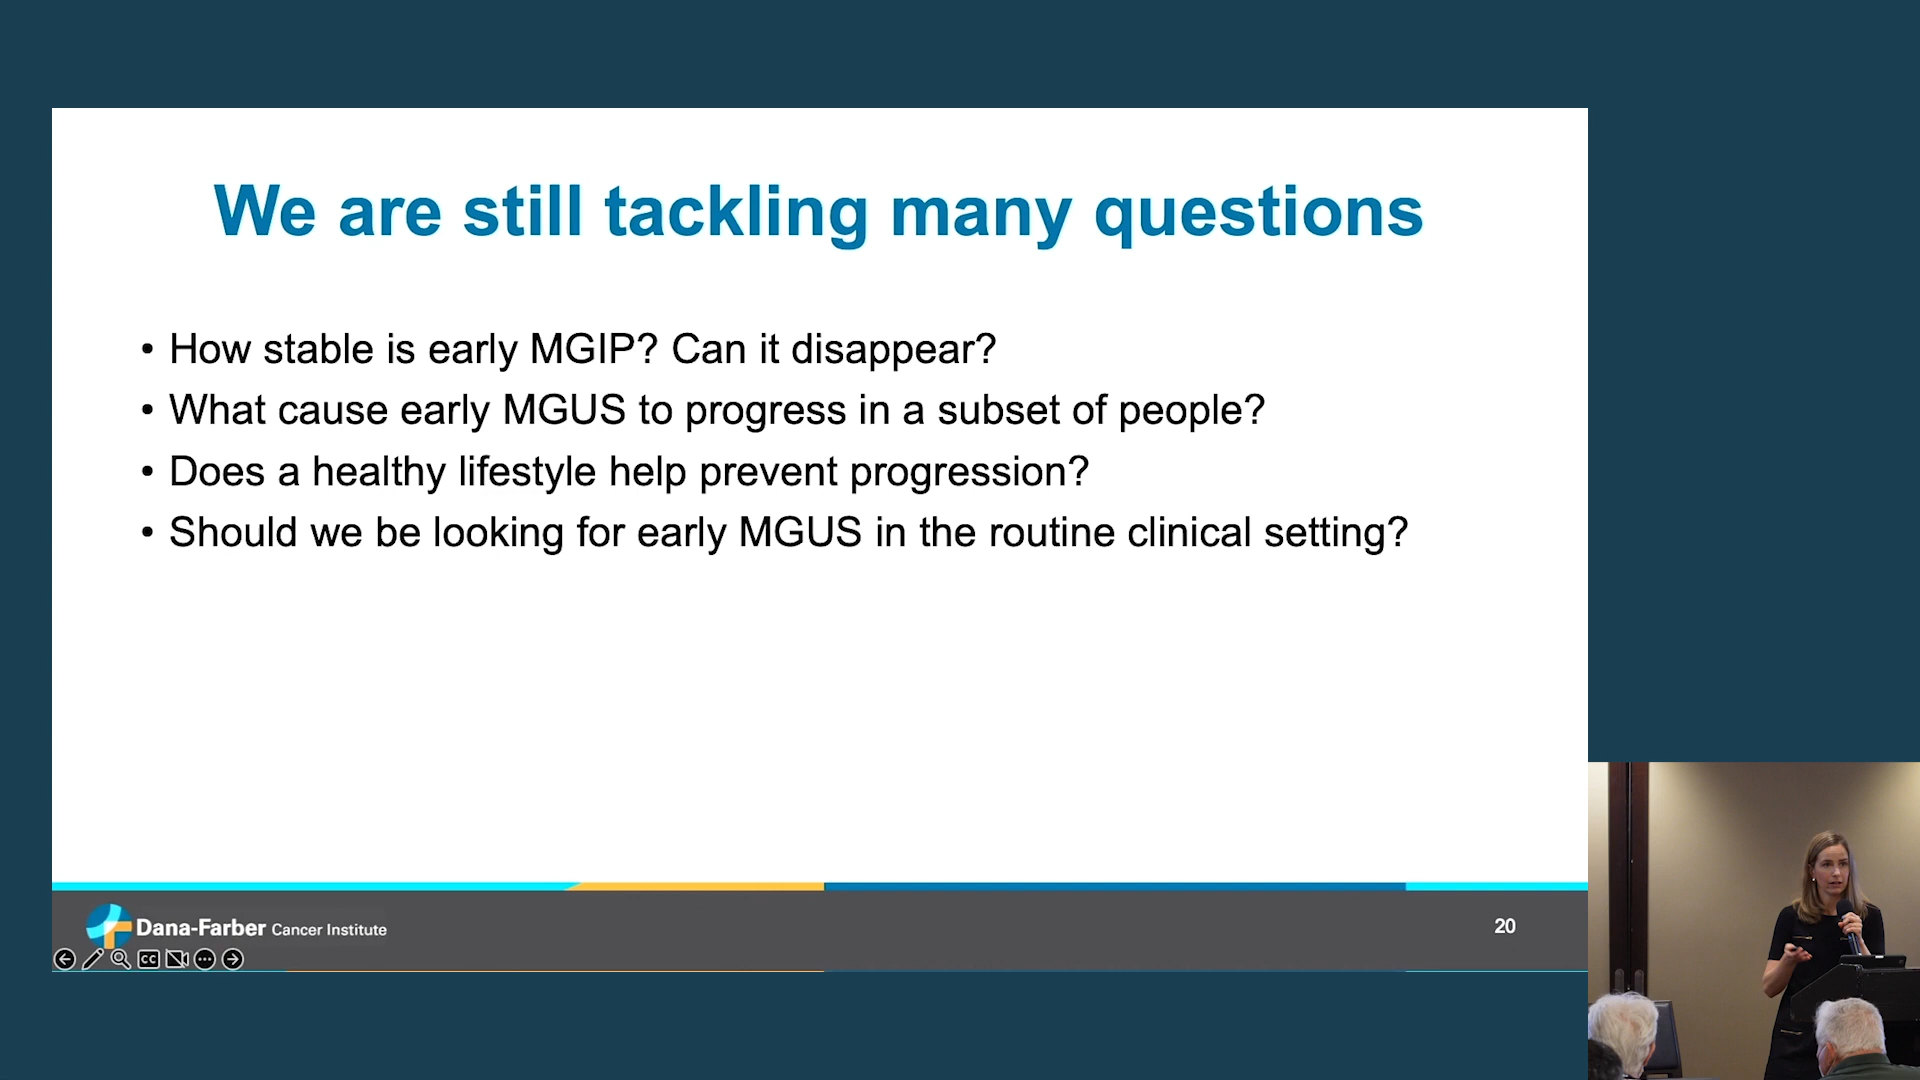 We are still tackling many questions
• How stable is early MGIP? Can it disappear?
• What cause early MGUS to progress in a subset of people?
• Does a healthy lifestyle help prevent progression?
• Should we be looking for early MGUS in the routine clinical setting?
Dana-Farber Cancer Institute
20
CC